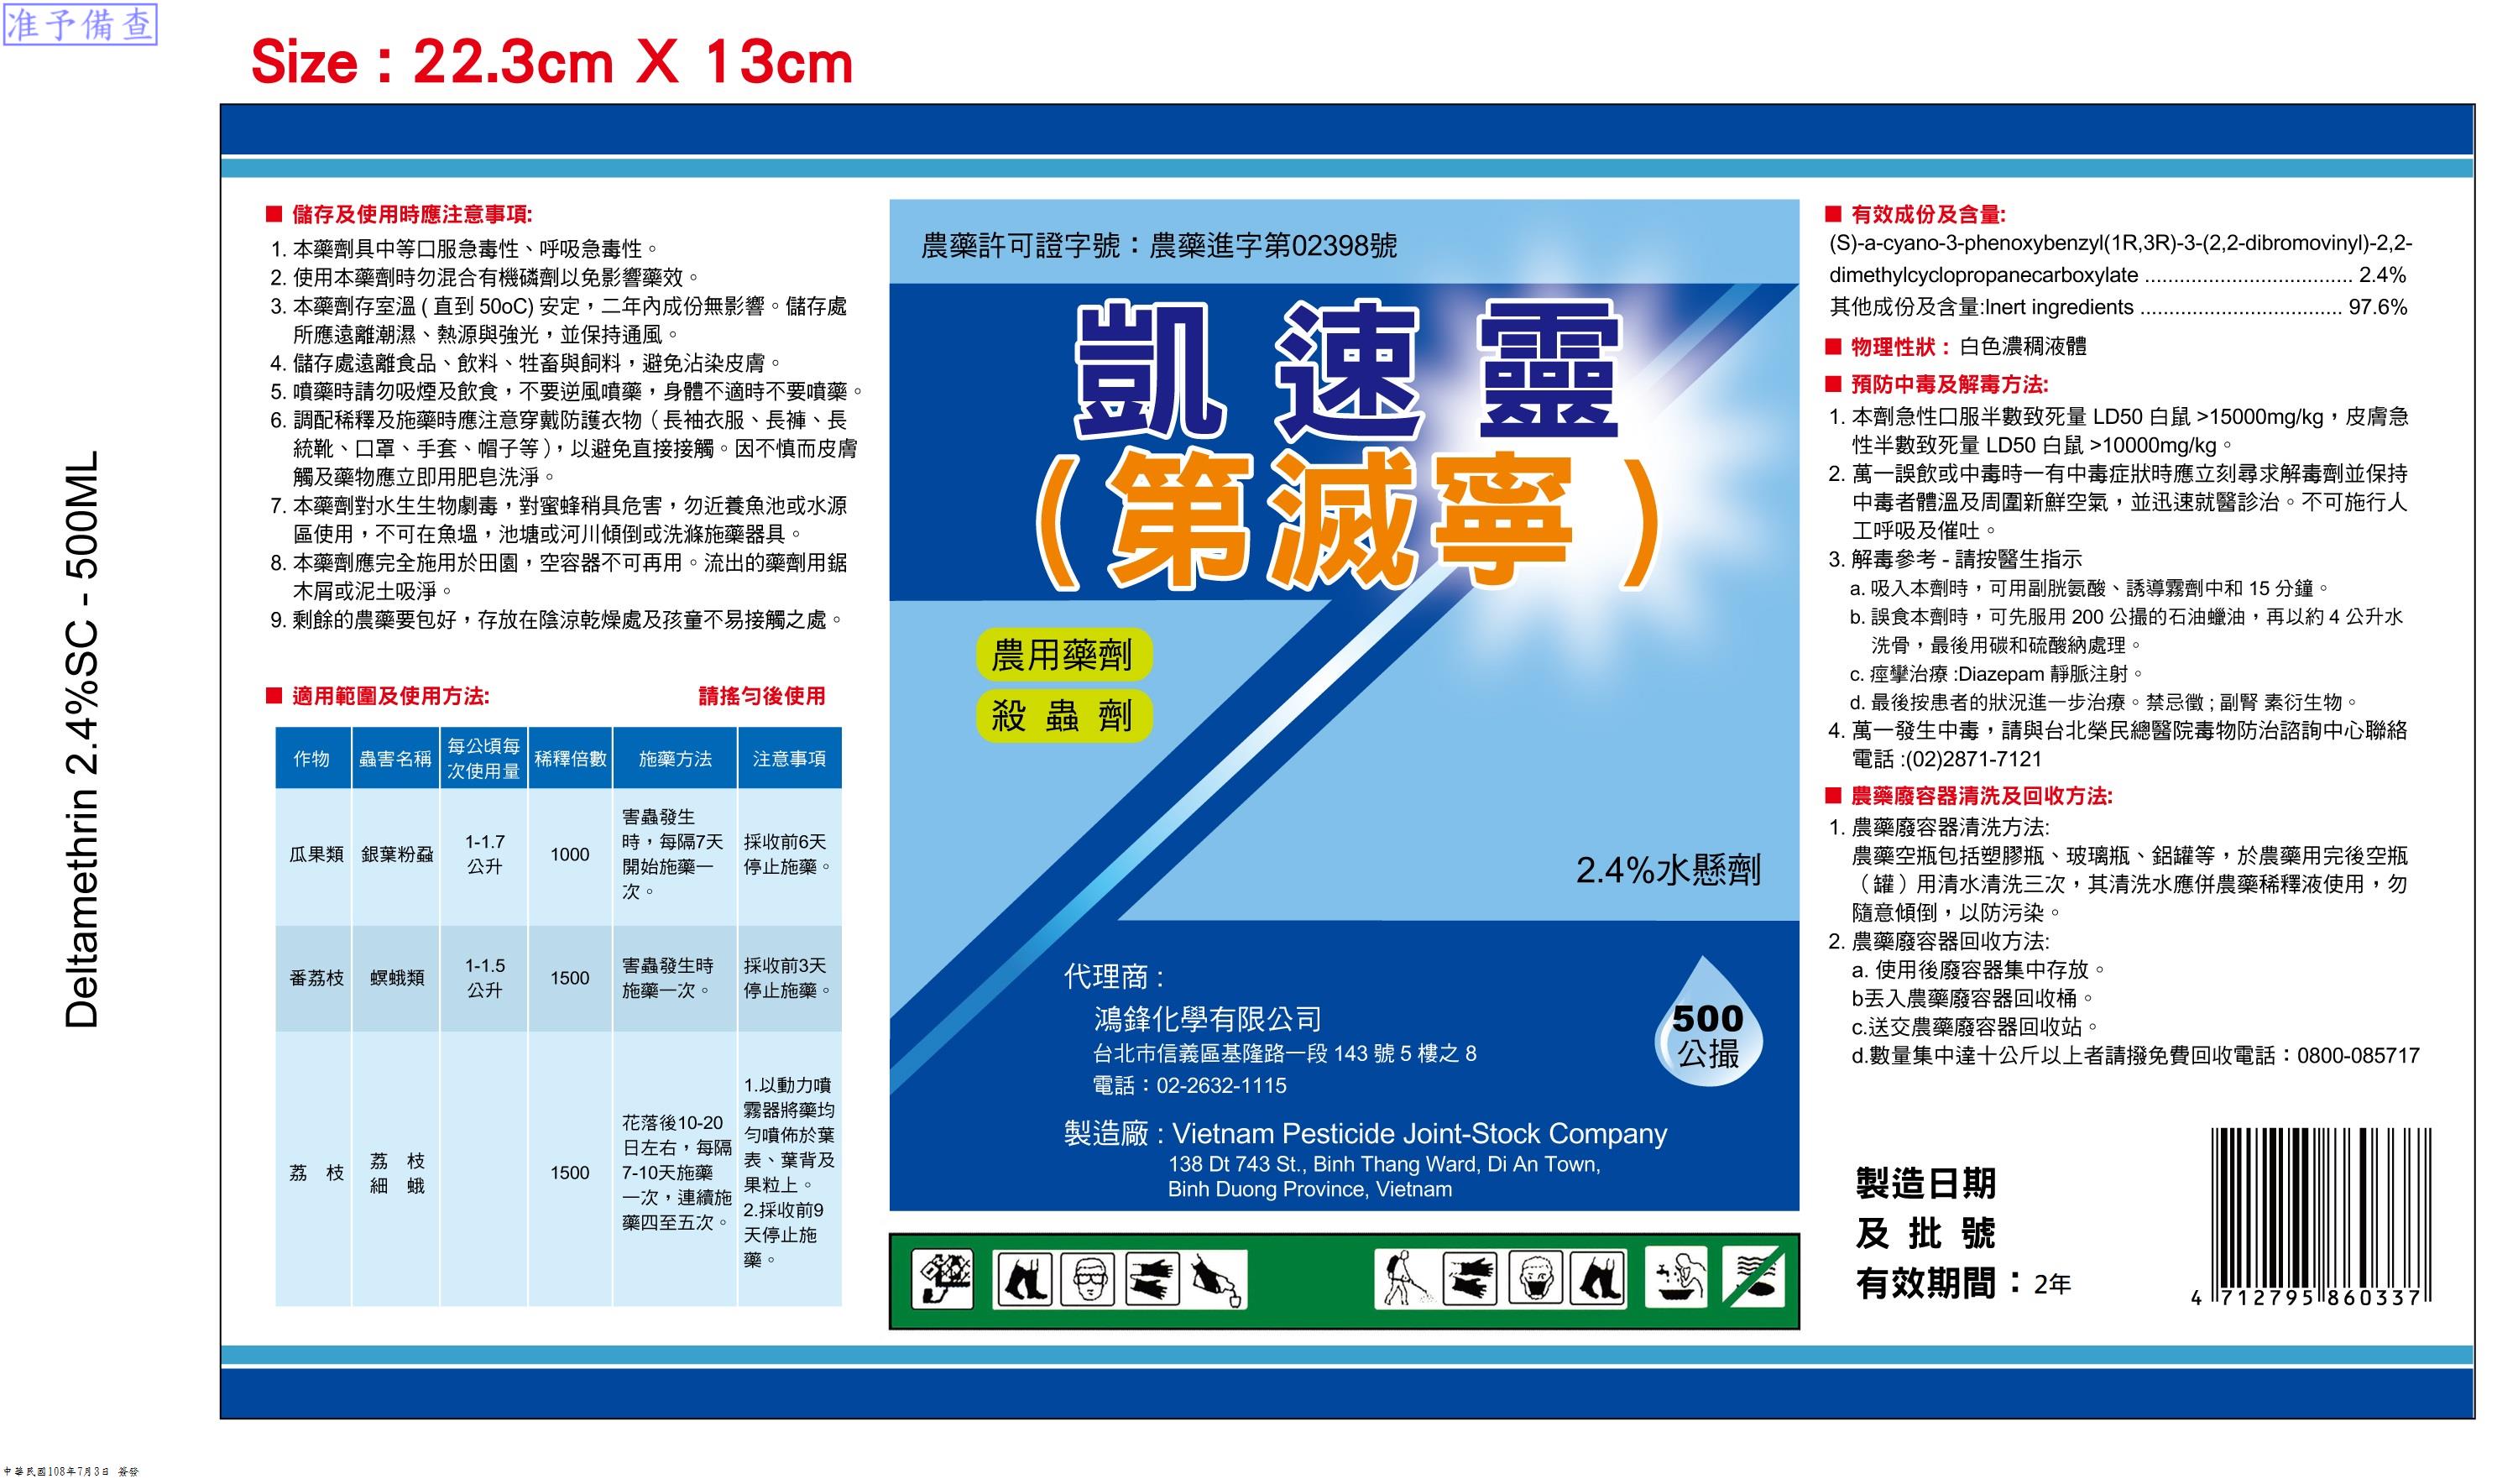 准予備查
Size : 22.3cm X 13cm
Deltamethrin 2.4%SC - 500ML
■ 儲存及使用時應注意事項:
1. 本藥劑具中等口服急毒性、呼吸急毒性。
2. 使用本藥劑時勿混合有機磷劑以免影響藥效。
3. 本藥劑存室溫 ( 直到 50oC) 安定，二年內成份無影響。儲存處
所應遠離潮濕、熱源與強光，並保持通風。
4. 儲存處遠離食品、飲料、牲畜與飼料，避免沾染皮膚。
5. 噴藥時請勿吸煙及飲食，不要逆風噴藥，身體不適時不要噴藥。
6. 調配稀釋及施藥時應注意穿戴防護衣物（長袖衣服、長褲、長
統靴、口罩、手套、帽子等），以避免直接接觸。因不慎而皮膚
觸及藥物應立即用肥皂洗淨。
7. 本藥劑對水生生物劇毒，對蜜蜂稍具危害，勿近養魚池或水源
區使用，不可在魚塭，池塘或河川傾倒或洗滌施藥器具。
8. 本藥劑應完全施用於田園，空容器不可再用。流出的藥劑用鋸
木屑或泥土吸淨。
9. 剩餘的農藥要包好，存放在陰涼乾燥處及孩童不易接觸之處。
■ 適用範圍及使用方法: 請搖勻後使用
作物 蟲害名稱 每公頃每 稀釋倍數 施藥方法 注意事項
次使用量
瓜果類 銀葉粉蝨 1-1.7 1000 害蟲發生 採收前6天
公升 時，每隔7天 停止施藥。
開始施藥一
次。
番荔枝 螟蛾類 1-1.5 1500 害蟲發生時 採收前3天
公升 施藥一次。 停止施藥。
荔 枝 荔 枝 1500 花落後10-20 1.以動力噴
細 蛾 日左右，每隔 霧器將藥均
7-10天施藥 勻噴佈於葉
一次，連續施 表、葉背及
藥四至五次。 果粒上。
2.採收前9
天停止施
藥。
農藥許可證字號：農藥進字第02398號
凱速靈
(第滅寧)
農用藥劑
殺 蟲 劑
2.4%水懸劑
代理商 :
鴻鋒化學有限公司
台北市信義區基隆路一段 143 號 5 樓之 8
電話：02-2632-1115
500
公撮
製造廠 : Vietnam Pesticide Joint-Stock Company
138 Dt 743 St., Binh Thang Ward, Di An Town,
Binh Duong Province, Vietnam
■ 有效成份及含量:
(S)-a-cyano-3-phenoxybenzyl(1R,3R)-3-(2,2-dibromovinyl)-2,2-
dimethylcyclopropanecarboxylate .................................... 2.4%
其他成份及含量:Inert ingredients ................................... 97.6%
■ 物理性狀 : 白色濃稠液體
■ 預防中毒及解毒方法:
1. 本劑急性口服半數致死量 LD50 白鼠 >15000mg/kg，皮膚急
性半數致死量 LD50 白鼠 >10000mg/kg。
2. 萬一誤飲或中毒時一有中毒症狀時應立刻尋求解毒劑並保持
中毒者體溫及周圍新鮮空氣，並迅速就醫診治。不可施行人
工呼吸及催吐。
3. 解毒參考 - 請按醫生指示
a. 吸入本劑時，可用副胱氨酸、誘導霧劑中和 15 分鐘。
b. 誤食本劑時，可先服用 200 公撮的石油蠟油，再以約 4 公升水
洗骨，最後用碳和硫酸納處理。
c. 痙攣治療 :Diazepam 靜脈注射。
d. 最後按患者的狀況進一步治療。禁忌徵 ; 副腎 素衍生物。
4. 萬一發生中毒，請與台北榮民總醫院毒物防治諮詢中心聯絡
電話 :(02)2871-7121
■ 農藥廢容器清洗及回收方法:
1. 農藥廢容器清洗方法:
農藥空瓶包括塑膠瓶、玻璃瓶、鋁罐等，於農藥用完後空瓶
（罐）用清水清洗三次，其清洗水應併農藥稀釋液使用，勿
隨意傾倒，以防污染。
2. 農藥廢容器回收方法:
a. 使用後廢容器集中存放。
b丟入農藥廢容器回收桶。
c.送交農藥廢容器回收站。
d.數量集中達十公斤以上者請撥免費回收電話：0800-085717
製造日期
及 批 號
有效期間：2年
4 712795 860337
中華民國108年7月3日 簽發